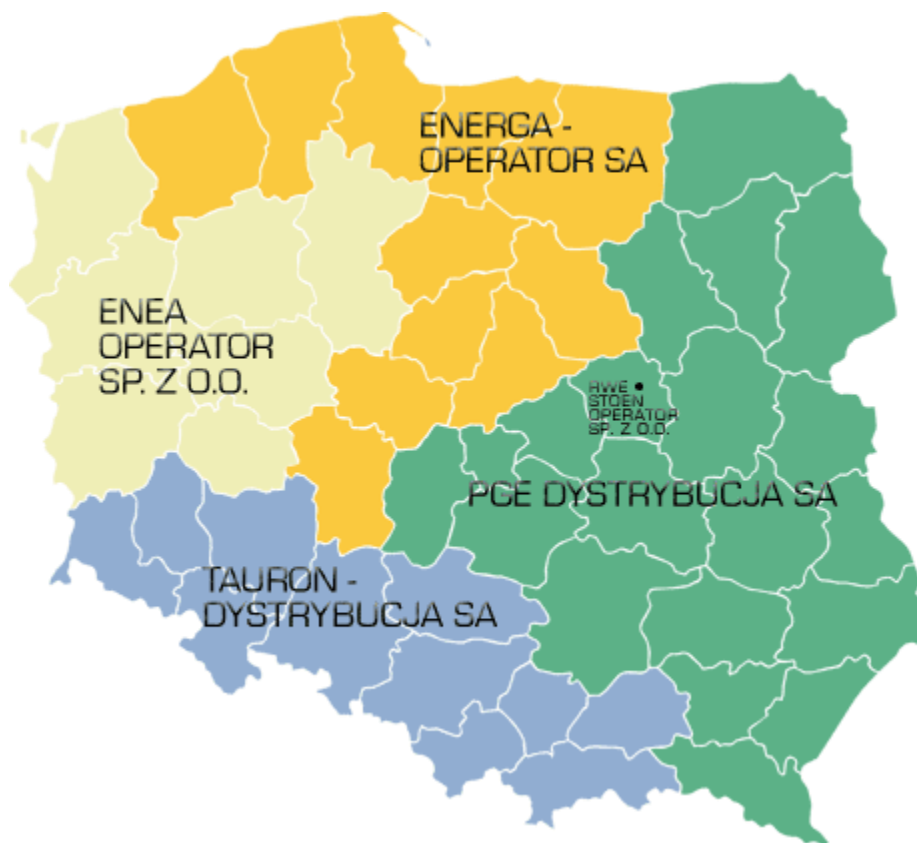 ENERGA -
OPERATOR SA
ENEA
OPERATOR
SP. Z O.O.
RWE
STOEN
OPERATOR
SP. Z O.O.
PGE DYSTRYBUCJA SA
TAURON -
DYSTRYBUCJA SA